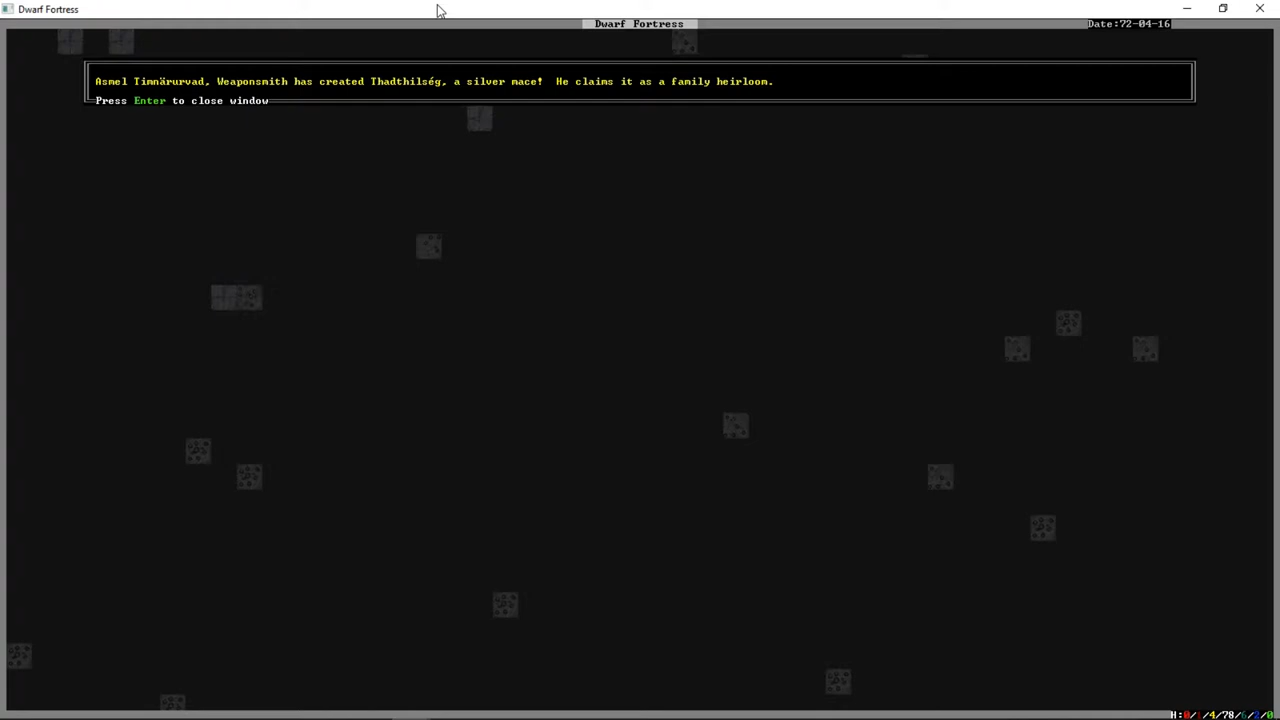 Dwarf Fortress
Dwarf Fortress
Date:72-04-16
Asmel Timnärurvad, Weaponsmith has created Thadthilség, a silver mace!  He claims it as a family heirloom.
Press Enter to close window